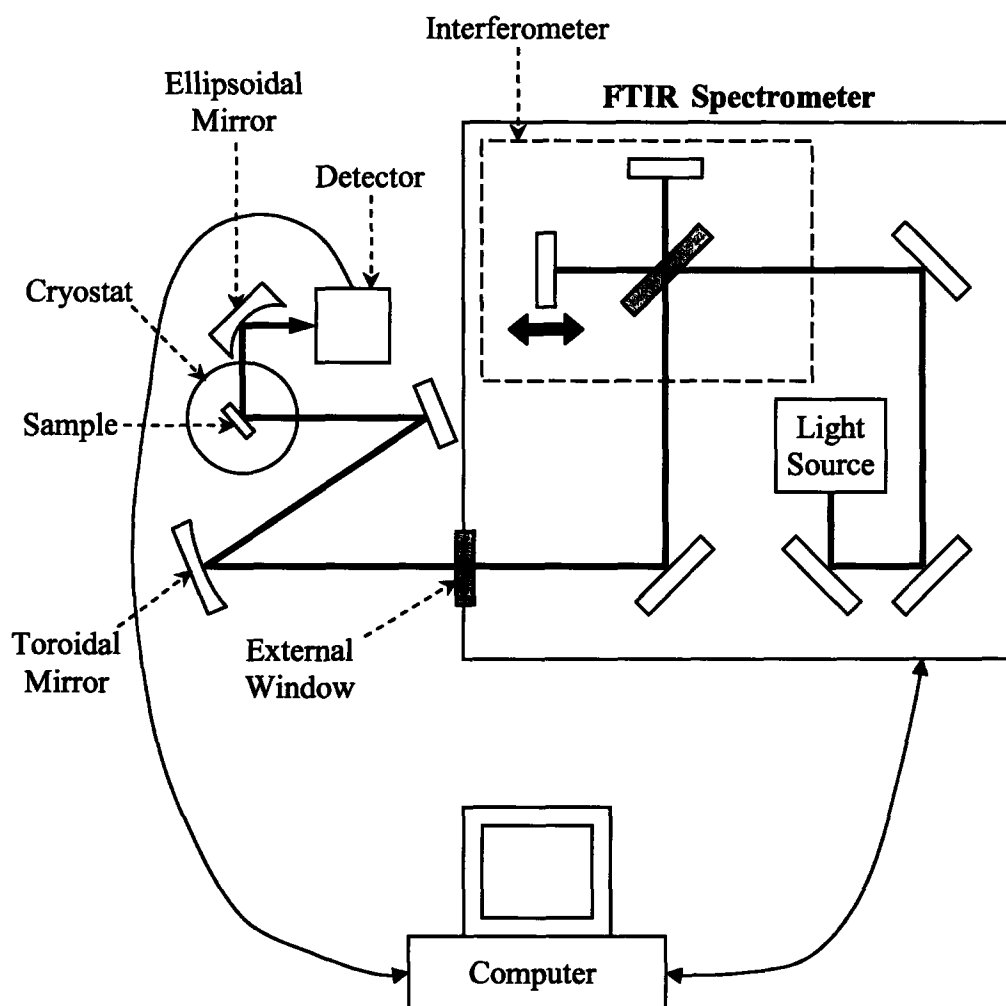 Interferometer
Ellipsoidal
Mirror
FTIR Spectrometer
Detector
Cryostat
Sample
Light
Source
Toroidal
Mirror
External
Window
Computer